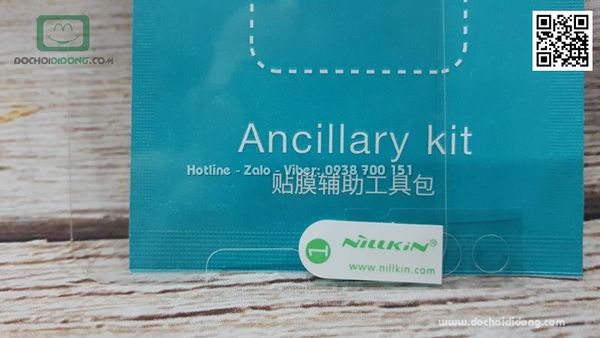 DOCHOIDIDONG.COM
Ancillary kit
Hotline - Zalo - Viber: 0938 700 151
贴膜辅助工具包
1
NiLLKiN®
www.nillkin.com
www.dochoididong.com